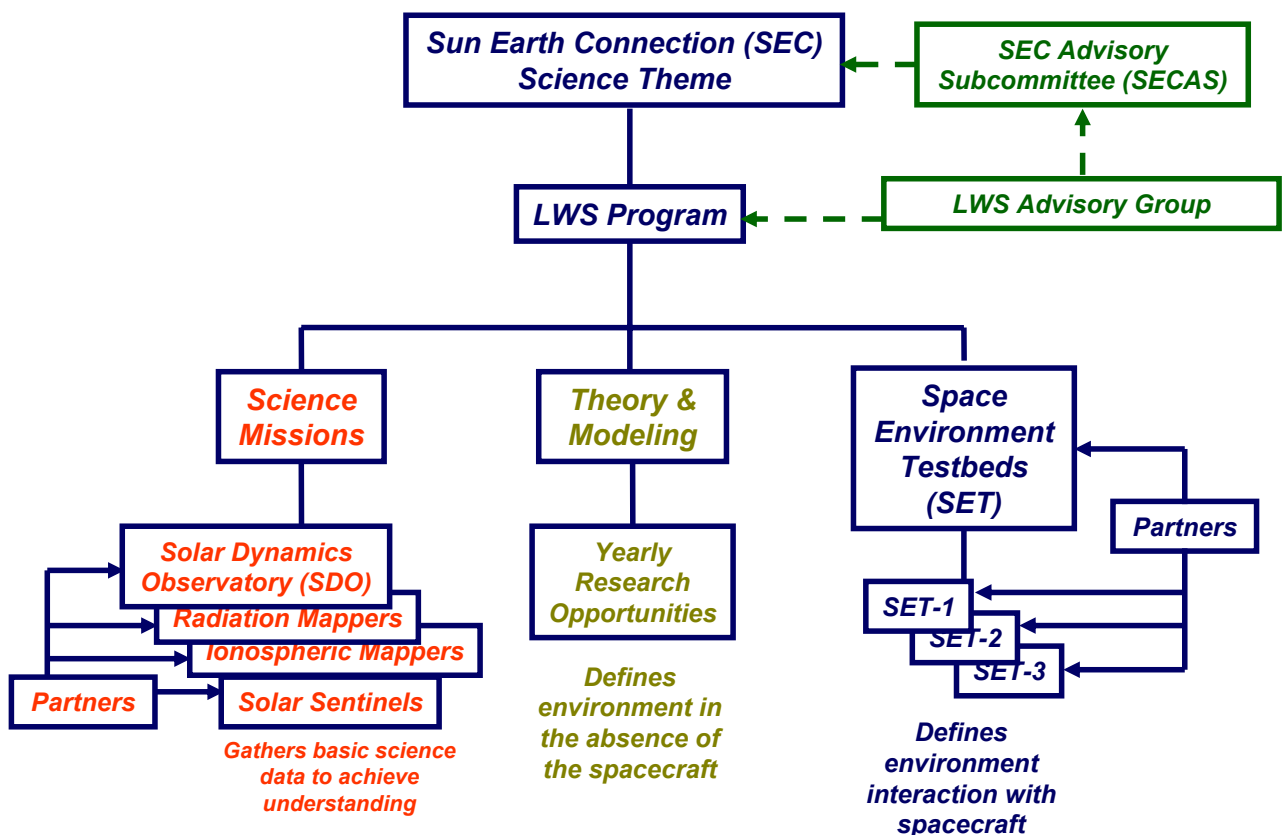 Sun Earth Connection (SEC)
Science Theme
SEC Advisory
Subcommittee (SECAS)
LWS Program
LWS Advisory Group
Science
Missions
Theory &
Modeling
Space
Environment
Testbeds
(SET)
Partners
Solar Dynamics
Observatory (SDO)
Radiation Mappers
Ionospheric Mappers
Solar Sentinels
Partners
Gathers basic science
data to achieve
understanding
Yearly
Research
Opportunities
Defines
environment in
the absence of
the spacecraft
SET-1
SET-2
SET-3
Defines
environment
interaction with
spacecraft